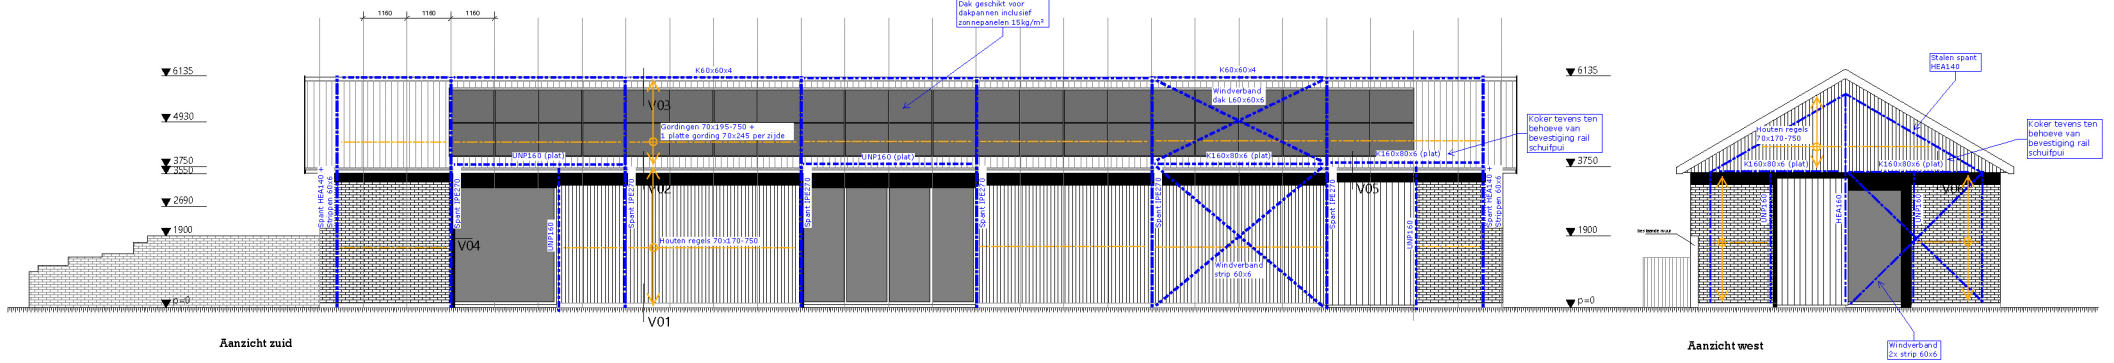 1160 1160 1160
Dak geschikt voor
dakpannen inclusief
zonnepanelen 15kg/m²
6135
4930
3750
3550
2690
1900
p=0
K60x60x4
K60x60x4
V03
Gordingen 70x195-750 +
1 platte gording 70x245 per zijde
Windverband
dak L60x60x6
Koker tevens ten
behoeve van
bevestiging rail
schuifpui
UNP160 (plat)
UNP160 (plat)
K160x80x6 (plat)
K160x80x6 (plat)
V02
V05
Spant HEA140 +
Strippen 60x6
Spant IPE270
UNP160
Spant IPE270
Spant IPE270
Spant IPE270
Spant IPE270
Spant IPE270
UNP160
Spant HEA140 +
Strippen 60x6
V04
Houten regels 70x170-750
Windverband
strip 60x6
V01
Aanzicht zuid
6135
3750
1900
p=0
Stalen spant
HEA140
Houten regels
70x170-750
Koker tevens ten
behoeve van
bevestiging rail
schuifpui
K160x80x6 (plat)
K160x80x6 (plat)
UNP160
HEA160
UNP160
V06
bestaande muur
Windverband
2x strip 60x6
Aanzicht west